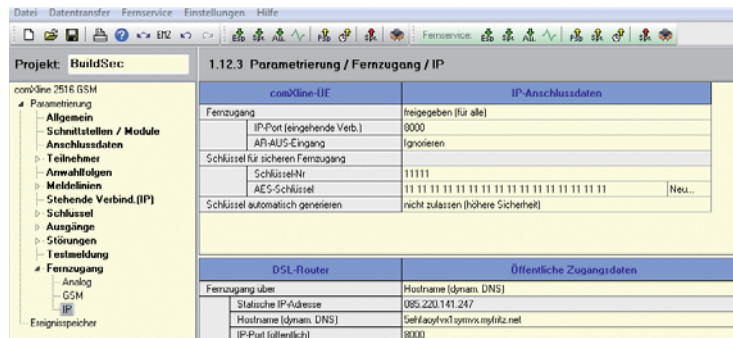 Datei Datentransfer Fernservice Einstellungen Hilfe
Fernservice:
Projekt: BuildSec
1.12.3 Parametrierung / Fernzugang / IP
comXline 2516 GSM
Parametrierung
Allgemein
Schnittstellen / Module
Anschlussdaten
Teilnehmer
Anwahlfolgen
Meldelinien
Stehende Verbind.(IP)
Schlüssel
Ausgänge
Störungen
Testmeldung
Fernzugang
Analog
GSM
IP
Ereignisspeicher
comXline-ÜE IP-Anschlussdaten
Fernzugang freigegeben (für alle)
IP-Port (eingehende Verb.) 8000
AR-AUS-Eingang Ignorieren
Schlüssel für sicheren Fernzugang
Schlüssel-Nr 11111
AES-Schlüssel 11 11 11 11 11 11 11 11 11 11 11 11 11 11 11 11 Neu...
Schlüssel automatisch generieren nicht zulassen (höhere Sicherheit)
DSL-Router Öffentliche Zugangsdaten
Fernzugang über Hostname (dynam. DNS)
Statische IP-Adresse 085.220.141.247
Hostname (dynam. DNS)
IP-Port (öffentlich) 8000